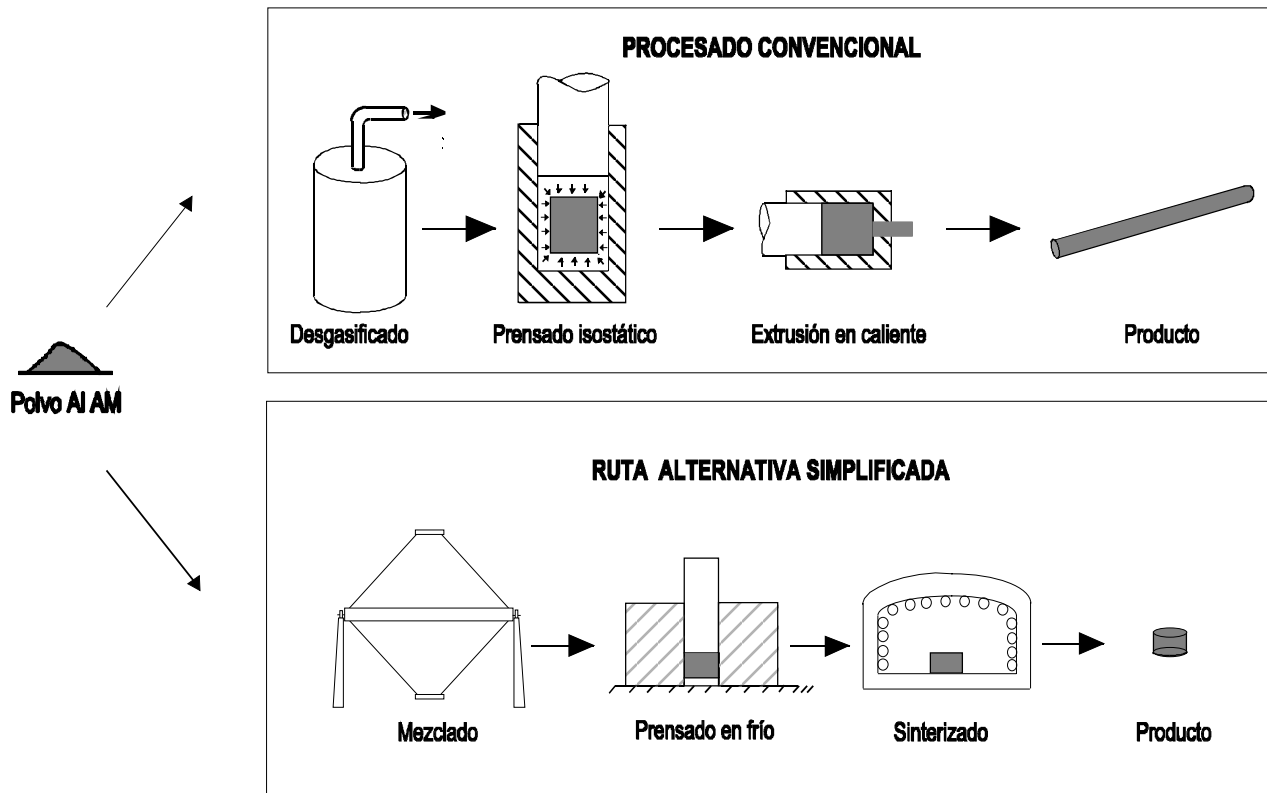 PROCESADO CONVENCIONAL
Desgasificado
Prensado isostático
Extrusión en caliente
Producto
Polvo Al AM
RUTA ALTERNATIVA SIMPLIFICADA
Mezclado
Prensado en frío
Sinterizado
Producto